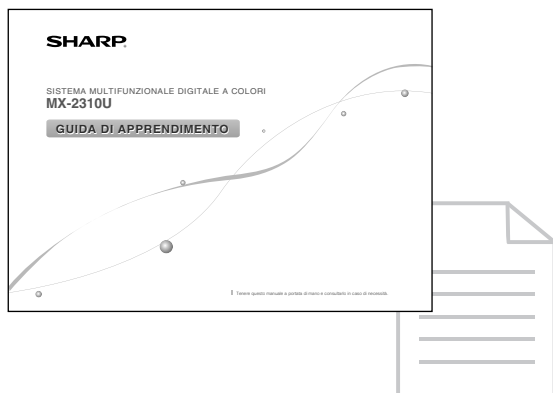 SHARP
SISTEMA MULTIFUNZIONALE DIGITALE A COLORI
MX-2310U
GUIDA DI APPRENDIMENTO
Tenere questo manuale a portata di mano e consultarlo in caso di necessità.